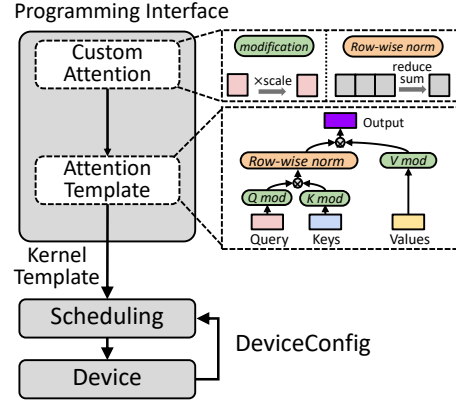 Programming Interface
Custom
Attention
modification
Row-wise norm
×scale
reduce
sum
Attention
Template
Output
Row-wise norm
V mod
Q mod
K mod
Query
Keys
Values
Kernel
Template
Scheduling
DeviceConfig
Device